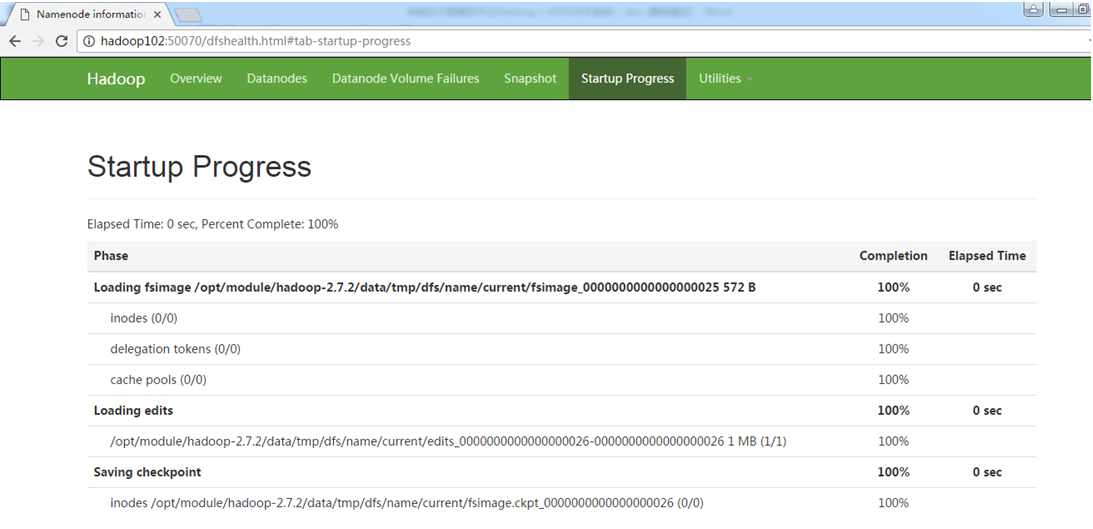 Namenode information
hadoop102:50070/dfshealth.html#tab-startup-progress
Hadoop Overview Datanodes Datanode Volume Failures Snapshot Startup Progress Utilities
Startup Progress
Elapsed Time: 0 sec, Percent Complete: 100%
Phase Completion Elapsed Time
Loading fsimage /opt/module/hadoop-2.7.2/data/tmp/dfs/name/current/fsimage_0000000000000000025 572 B 100% 0 sec
inodes (0/0) 100%
delegation tokens (0/0) 100%
cache pools (0/0) 100%
Loading edits 100% 0 sec
/opt/module/hadoop-2.7.2/data/tmp/dfs/name/current/edits_0000000000000000026-0000000000000000026 1 MB (1/1) 100%
Saving checkpoint 100% 0 sec
inodes /opt/module/hadoop-2.7.2/data/tmp/dfs/name/current/fsimage.ckpt_0000000000000000026 (0/0) 100%